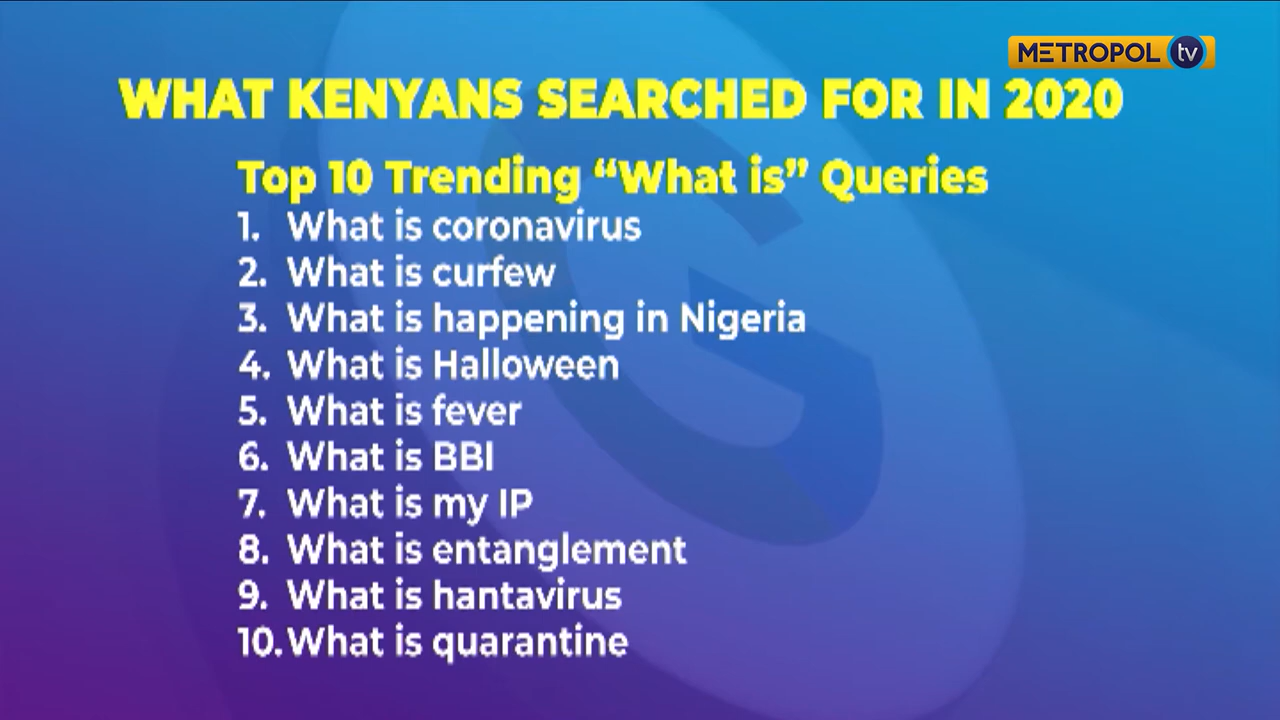 METROPOL tv
WHAT KENYANS SEARCHED FOR IN 2020
Top 10 Trending “What is” Queries
1. What is coronavirus
2. What is curfew
3. What is happening in Nigeria
4. What is Halloween
5. What is fever
6. What is BBI
7. What is my IP
8. What is entanglement
9. What is hantavirus
10. What is quarantine